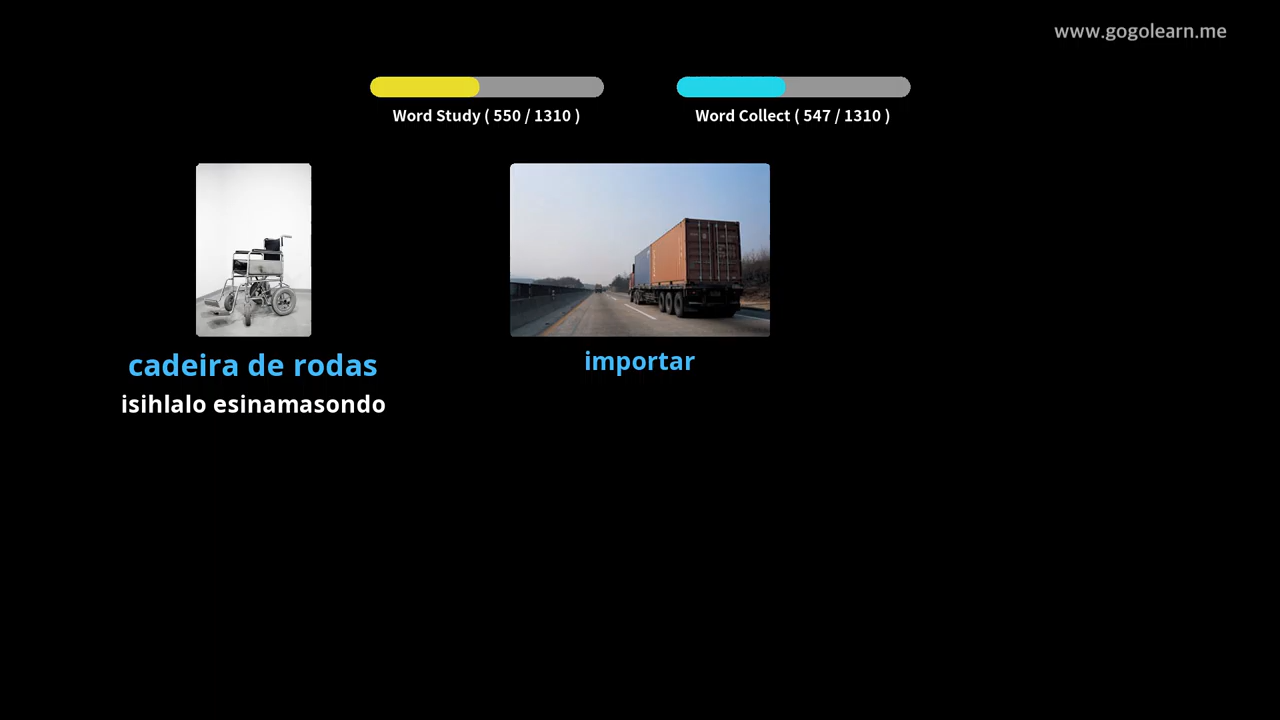 www.gogolearn.me
Word Study ( 550 / 1310 )
Word Collect ( 547 / 1310 )
cadeira de rodas
isihlalo esinamasondo
importar